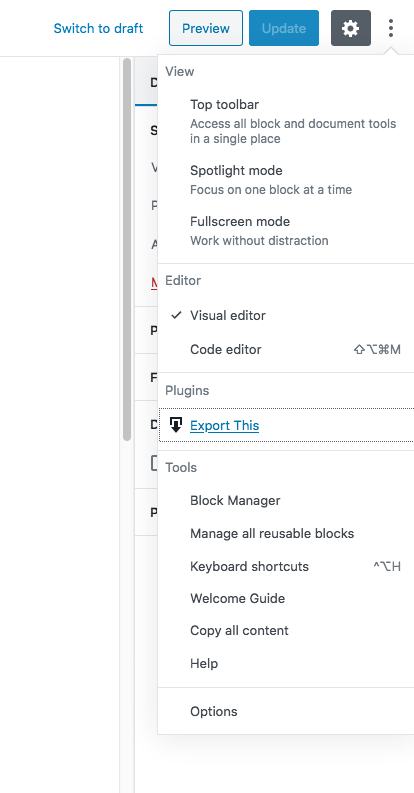 Switch to draft
Preview
Update
View
Top toolbar
Access all block and document tools
in a single place
Spotlight mode
Focus on one block at a time
Fullscreen mode
Work without distraction
Editor
Visual editor
Code editor ⇧⌥⌘M
Plugins
Export This
Tools
Block Manager
Manage all reusable blocks
Keyboard shortcuts ^⌥H
Welcome Guide
Copy all content
Help
Options